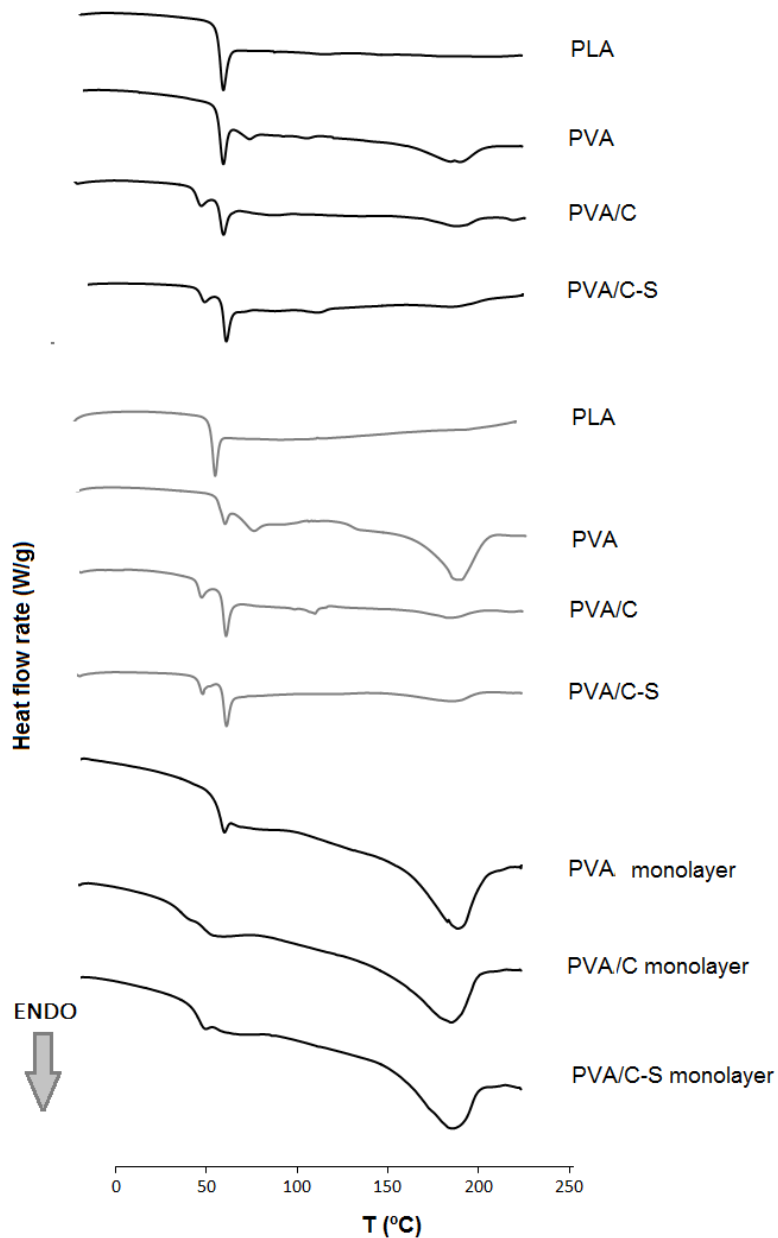 PLA
PVA
PVA/C
PVA/C-S
PLA
PVA
PVA/C
PVA/C-S
PVA. monolayer
PVA./C monolayer
PVA/C-S monolayer
Heat flow rate (W/g)
ENDO
0 50 100 150 200 250
T (ºC)